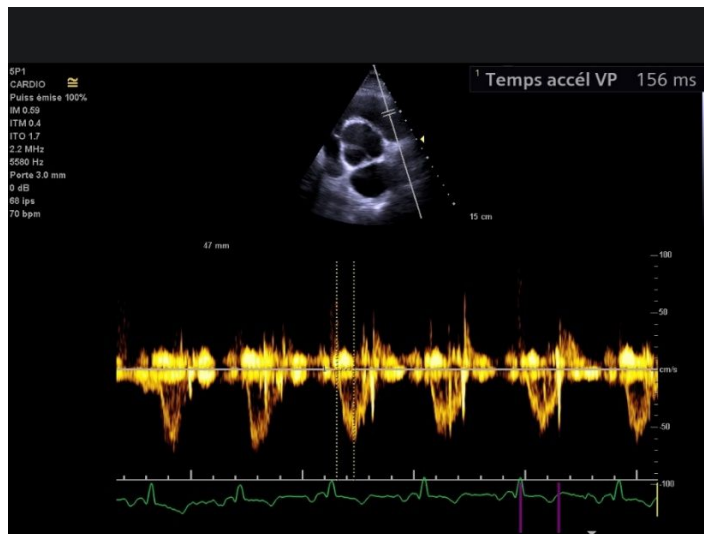 5P1
CARDIO ≅
Puiss émise 100%
IM 0.59
ITM 0.4
ITO 1.7
2.2 MHz
5580 Hz
Porte 3.0 mm
0 dB
68 ips
70 bpm
1 Temps accél VP 156 ms
15 cm
47 mm
100
50
cm/s
-50
-100